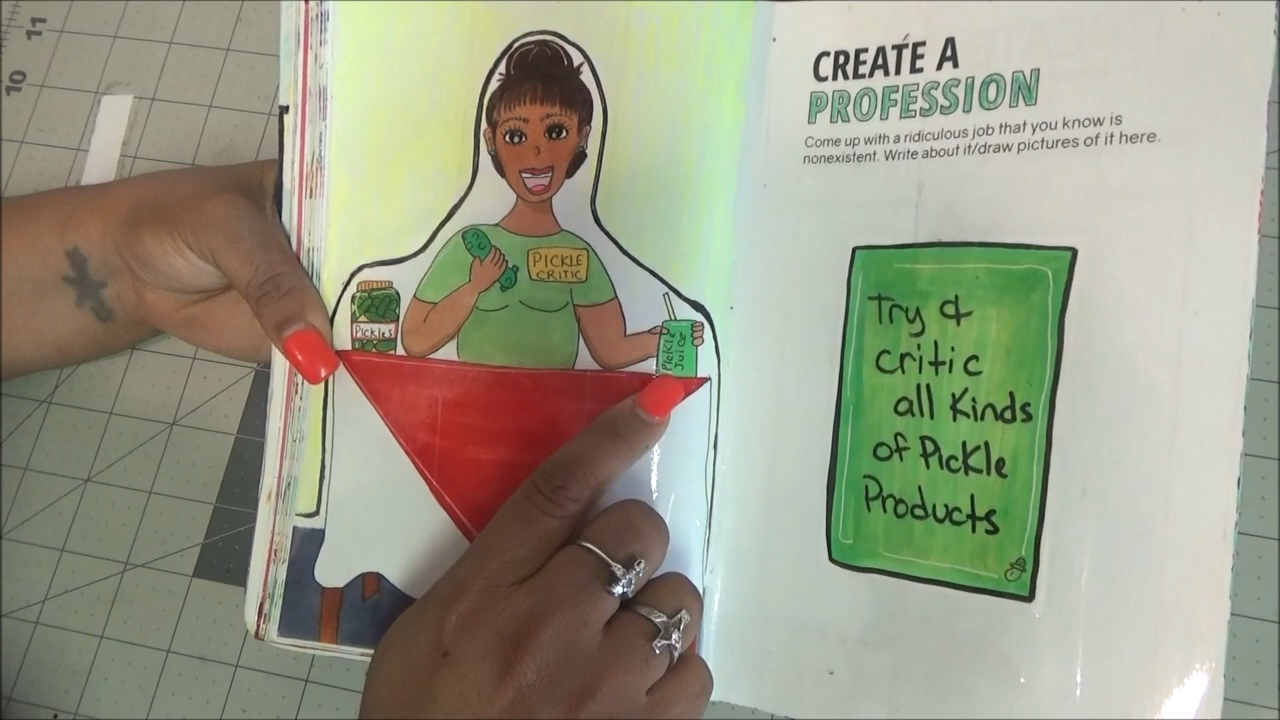 11
10
PICKLE
CRITIC
Pickles
Pickle
Juice
CREATE A
PROFESSION
Come up with a ridiculous job that you know is
nonexistent. Write about it/draw pictures of it here.
Try &
critic
all Kinds
of Pickle
Products